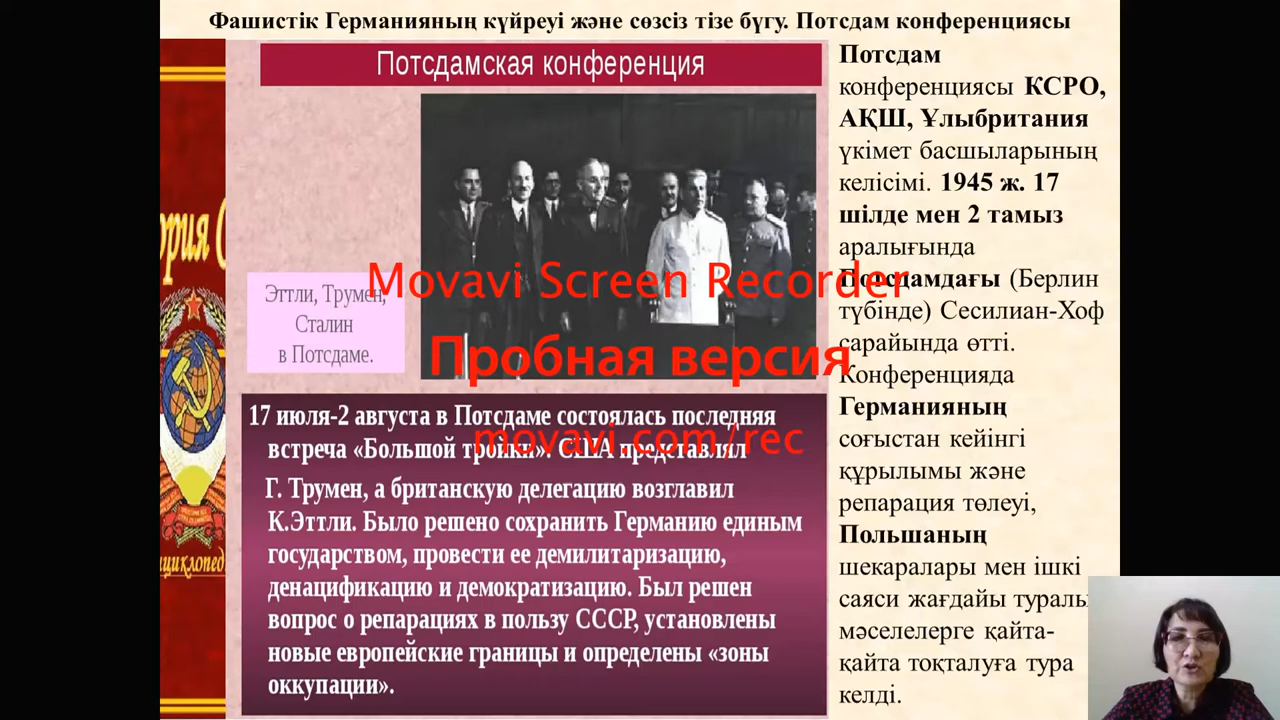 Фашистік Германияның күйреуі және сөзсіз тізе бүгу. Потсдам конференциясы
Потсдамская конференция
Эттли, Трумен,
Сталин
в Потсдаме.
17 июля-2 августа в Потсдаме состоялась последняя
встреча «Большой тройки». США представлял
Г. Трумен, а британскую делегацию возглавил
К.Эттли. Было решено сохранить Германию единым
государством, провести ее демилитаризацию,
денацификацию и демократизацию. Был решен
вопрос о репарациях в пользу СССР, установлены
новые европейские границы и определены «зоны
оккупации».
Потсдам
конференциясы КСРО,
АҚШ, Ұлыбритания
үкімет басшыларының
келісімі. 1945 ж. 17
шілде мен 2 тамыз
аралығында
Потсдамдағы (Берлин
түбінде) Сесилиан-Хоф
сарайында өтті.
Конференцияда
Германияның
соғыстан кейінгі
құрылымы және
репарация төлеуі,
Польшаның
шекаралары мен ішкі
саяси жағдайы туралы
мәселелерге қайта-
қайта тоқталуға тура
келді.
Movavi Screen Recorder
Пробная версия
movavi.com/rec